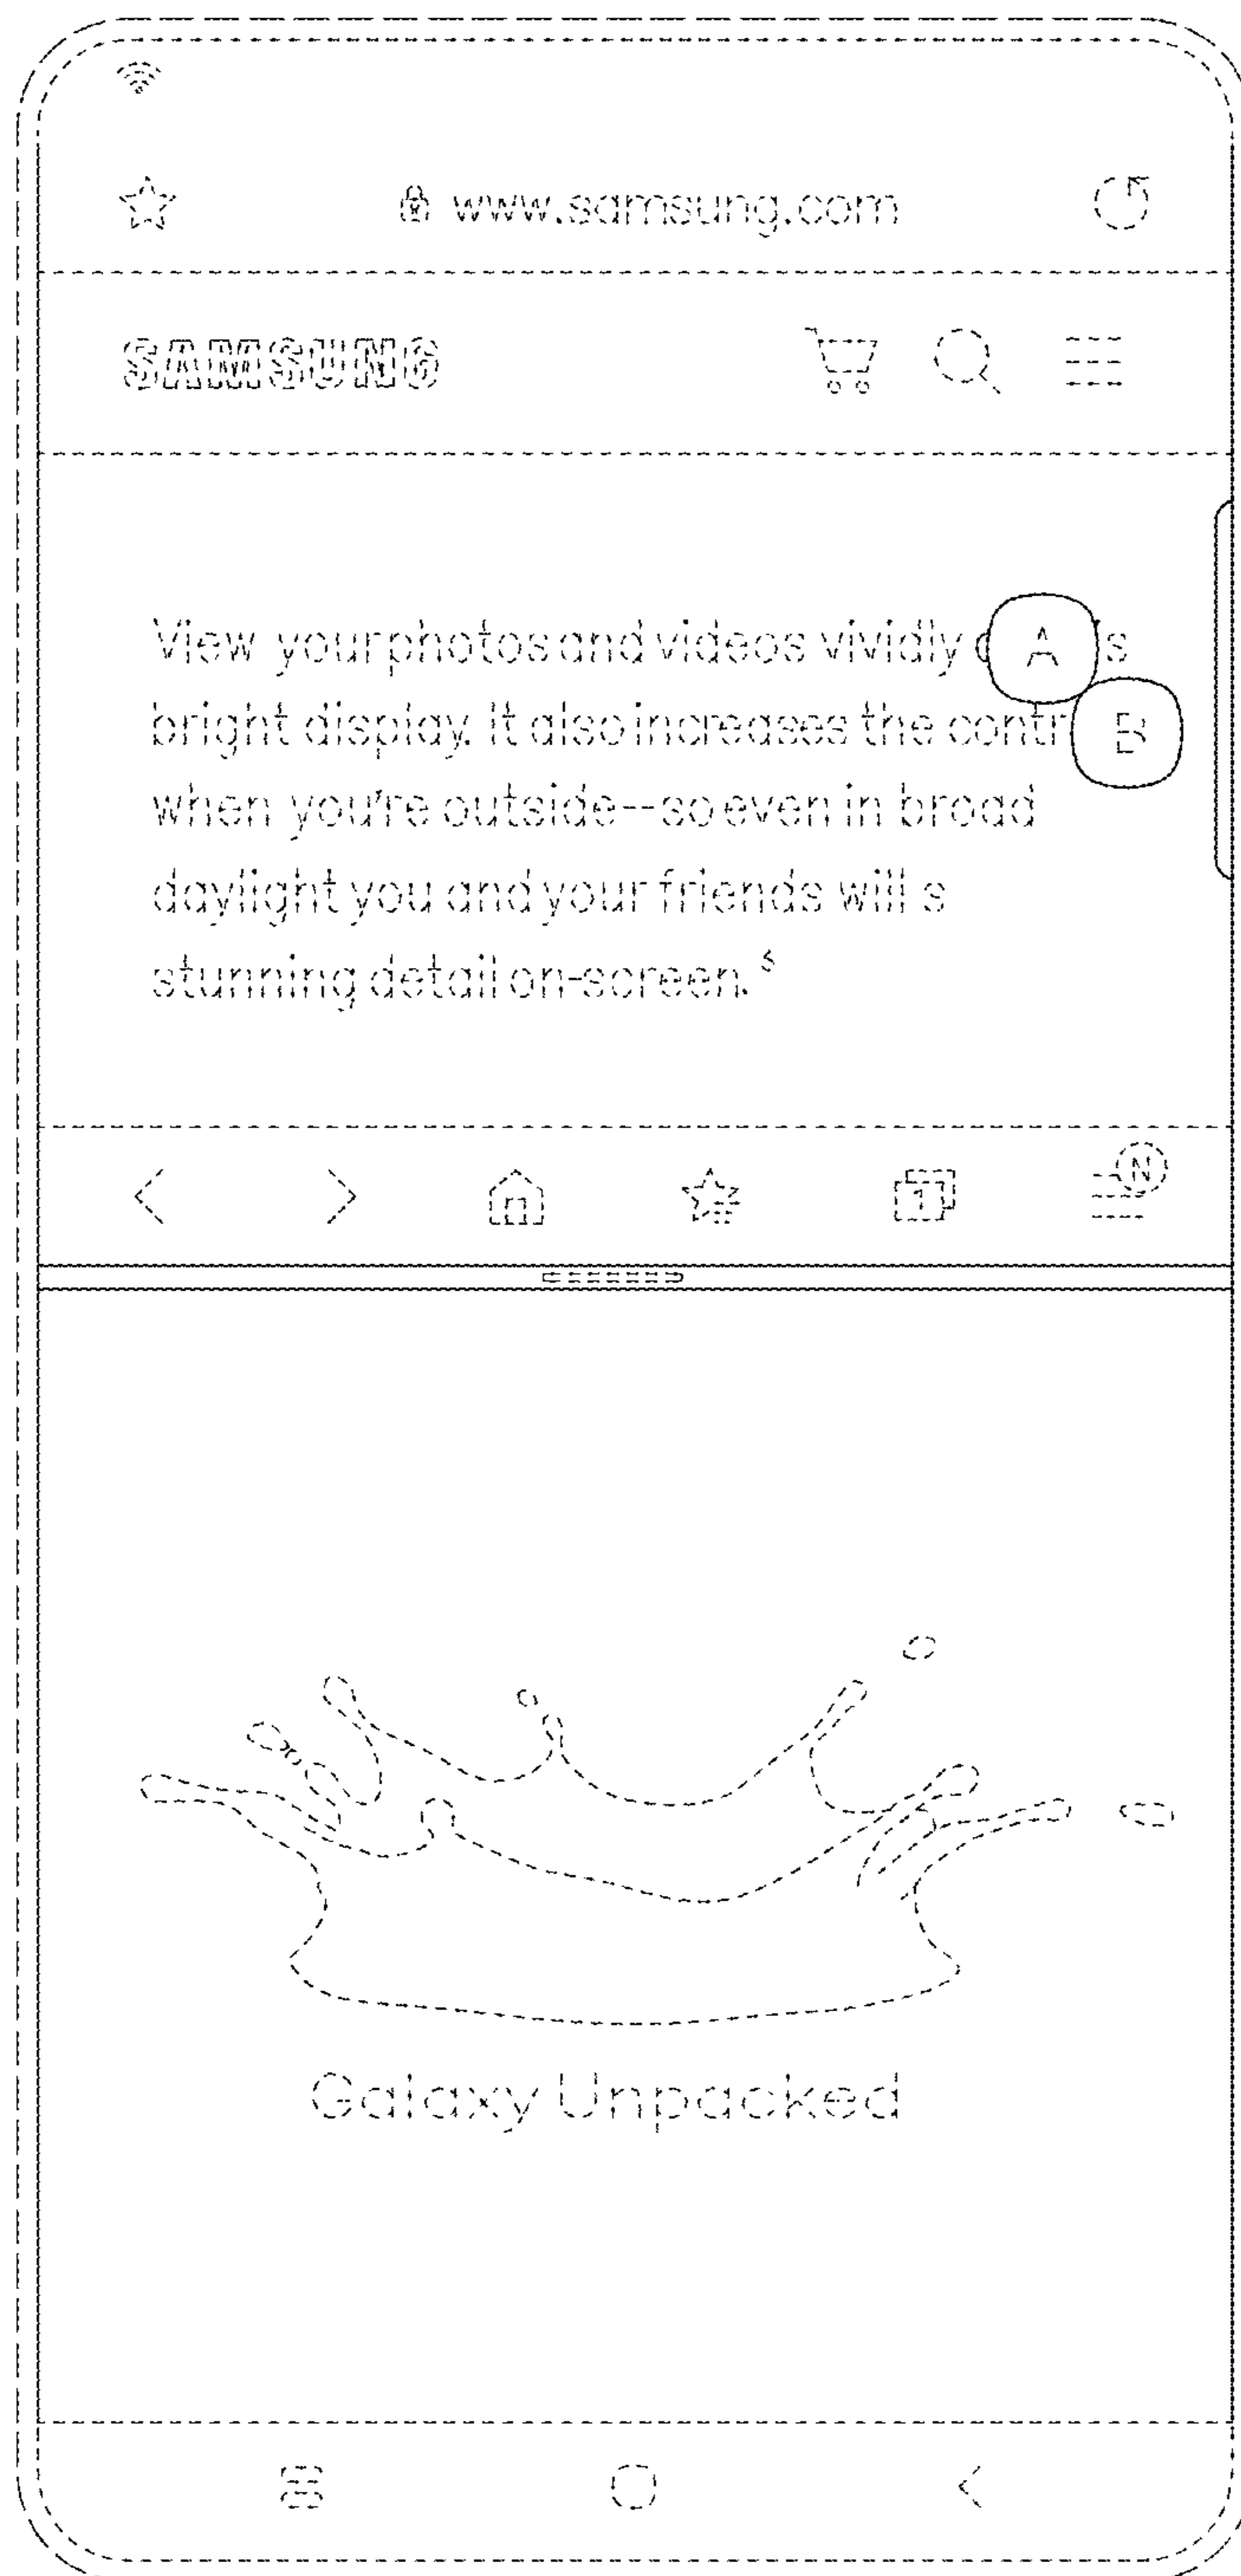 www.samsung.com
SAMSUNG
View your photos and videos vividly A s
bright display. It also increases the contr B
when you're outside--so even in broad
daylight you and your friends will s
stunning detail on-screen.
1 N
Galaxy Unpacked